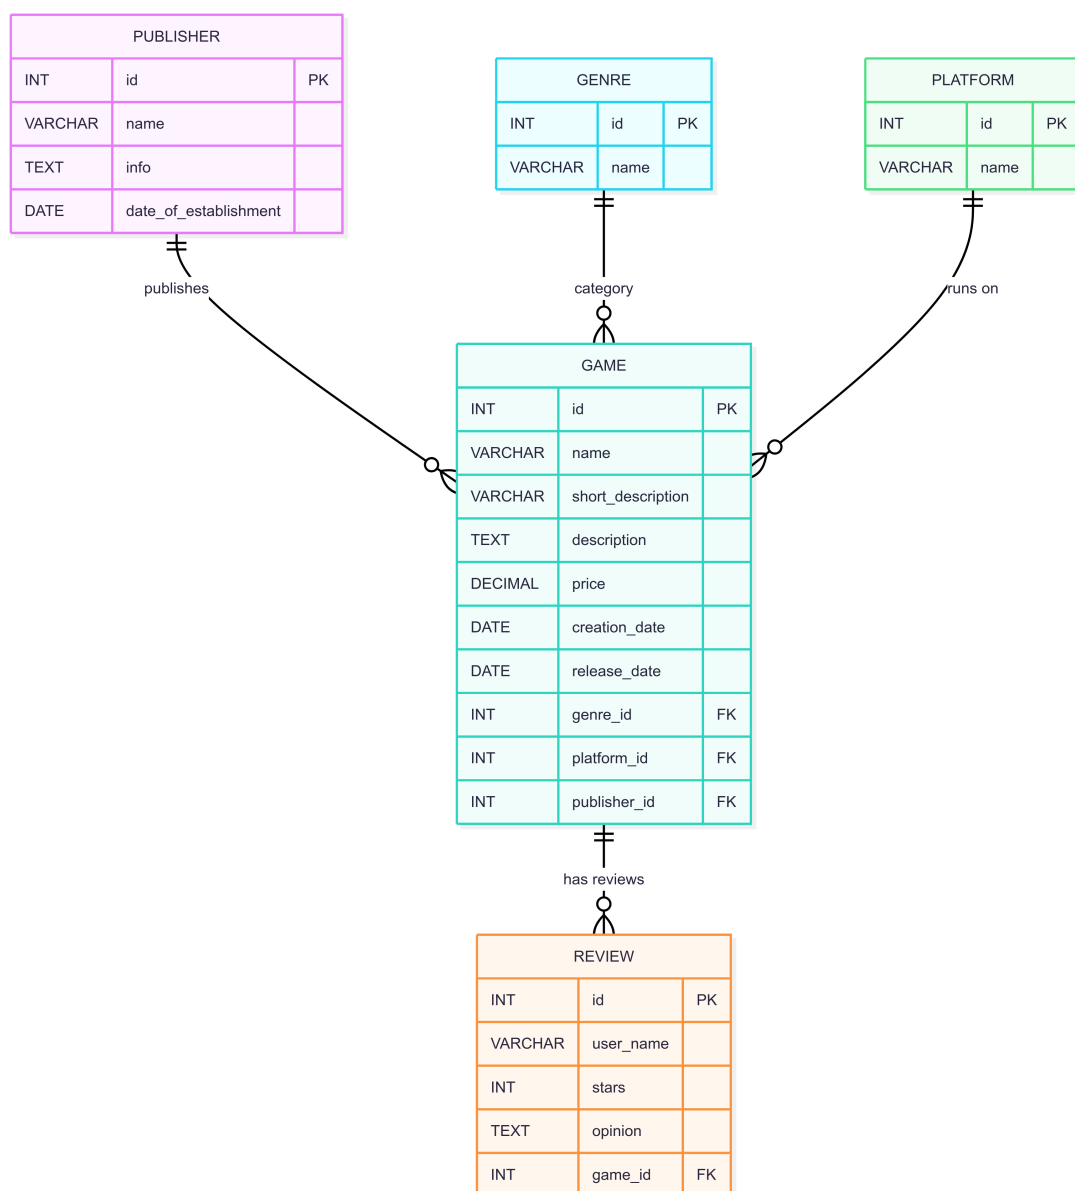 PUBLISHER
INT id PK
VARCHAR name
TEXT info
DATE date_of_establishment
GENRE
INT id PK
VARCHAR name
PLATFORM
INT id PK
VARCHAR name
publishes
category
runs on
GAME
INT id PK
VARCHAR name
VARCHAR short_description
TEXT description
DECIMAL price
DATE creation_date
DATE release_date
INT genre_id FK
INT platform_id FK
INT publisher_id FK
has reviews
REVIEW
INT id PK
VARCHAR user_name
INT stars
TEXT opinion
INT game_id FK